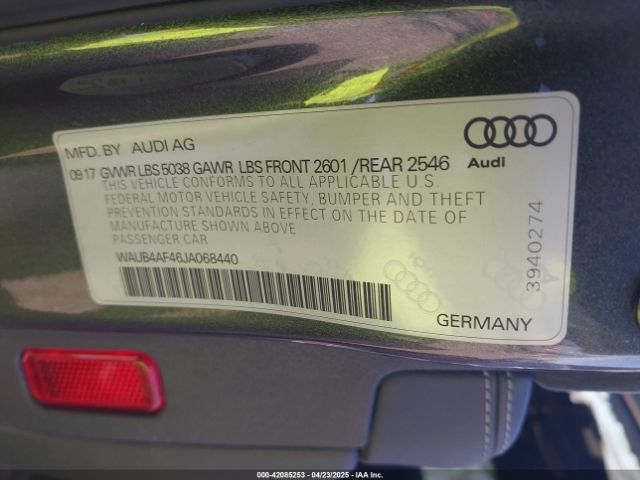 MFD. BY AUDI AG
Audi
09.17 GVWR LBS 5038 GAWR LBS FRONT 2601 /REAR 2546
THIS VEHICLE CONFORMS TO ALL APPLICABLE U.S.
FEDERAL MOTOR VEHICLE SAFETY, BUMPER AND THEFT
PREVENTION STANDARDS IN EFFECT ON THE DATE OF
MANUFACTURE SHOWN ABOVE.
PASSENGER CAR
WAUB4AF46JA068440
3940274
GERMANY
000-42085253 - 04/23/2025 - IAA Inc.